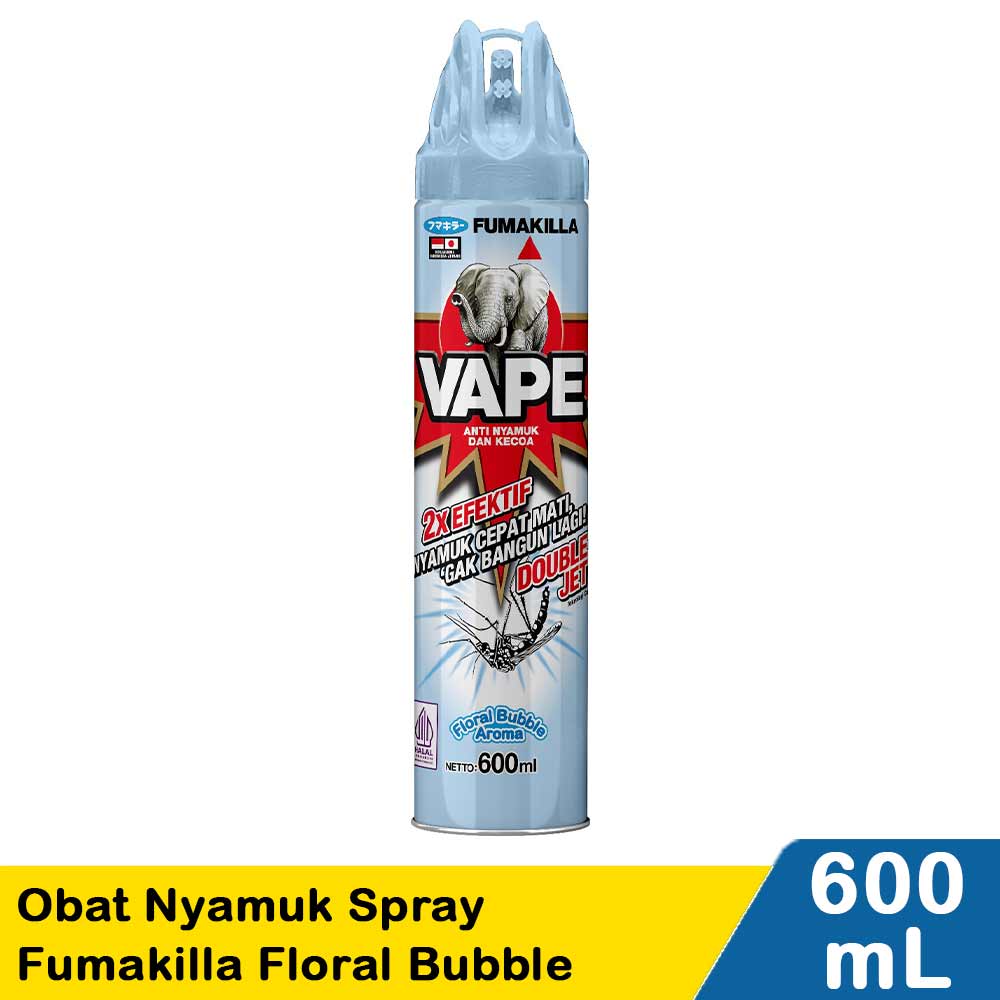 フマキラー FUMAKILLA
VAPE
ANTI NYAMUK
DAN KECOA
2X EFEKTIF
NYAMUK CEPAT MATI,
'GAK BANGUN LAGI!
DOUBLE
JET
HALAL
Floral Bubble
Aroma
NETTO: 600ml
Obat Nyamuk Spray
Fumakilla Floral Bubble
600
mL